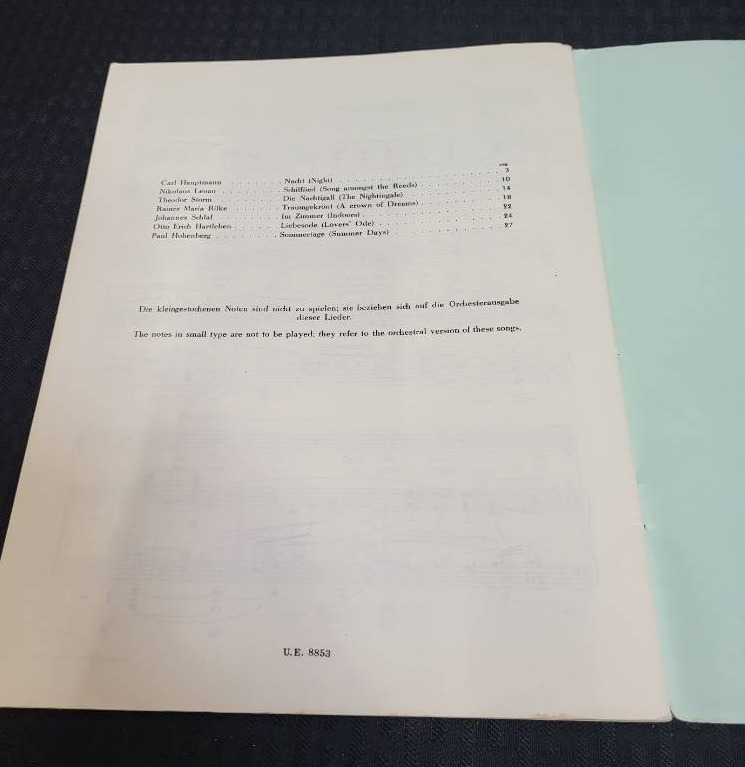 pag
Carl Hauptmann . . . . . . . . . . Nacht (Night) . . . . . . . . . . . . . . . . . . . 3
Nikolaus Lenau . . . . . . . . . . Schilflied (Song amongst the Reeds) . . . . . . . . . 10
Theodor Storm . . . . . . . . . . Die Nachtigall (The Nightingale) . . . . . . . . . . . 14
Rainer Maria Rilke . . . . . . . . . Traumgekrönt (A crown of Dreams) . . . . . . . . . . 18
Johannes Schlaf . . . . . . . . . . Im Zimmer (Indoors) . . . . . . . . . . . . . . . . 22
Otto Erich Hartleben . . . . . . . . Liebesode (Lovers' Ode) . . . . . . . . . . . . . . 24
Paul Hohenberg . . . . . . . . . . Sommertage (Summer Days) . . . . . . . . . . . . . 27
Die kleingestochenen Noten sind nicht zu spielen; sie beziehen sich auf die Orchesterausgabe
dieser Lieder.
The notes in small type are not to be played; they refer to the orchestral version of these songs.
U.E. 8853